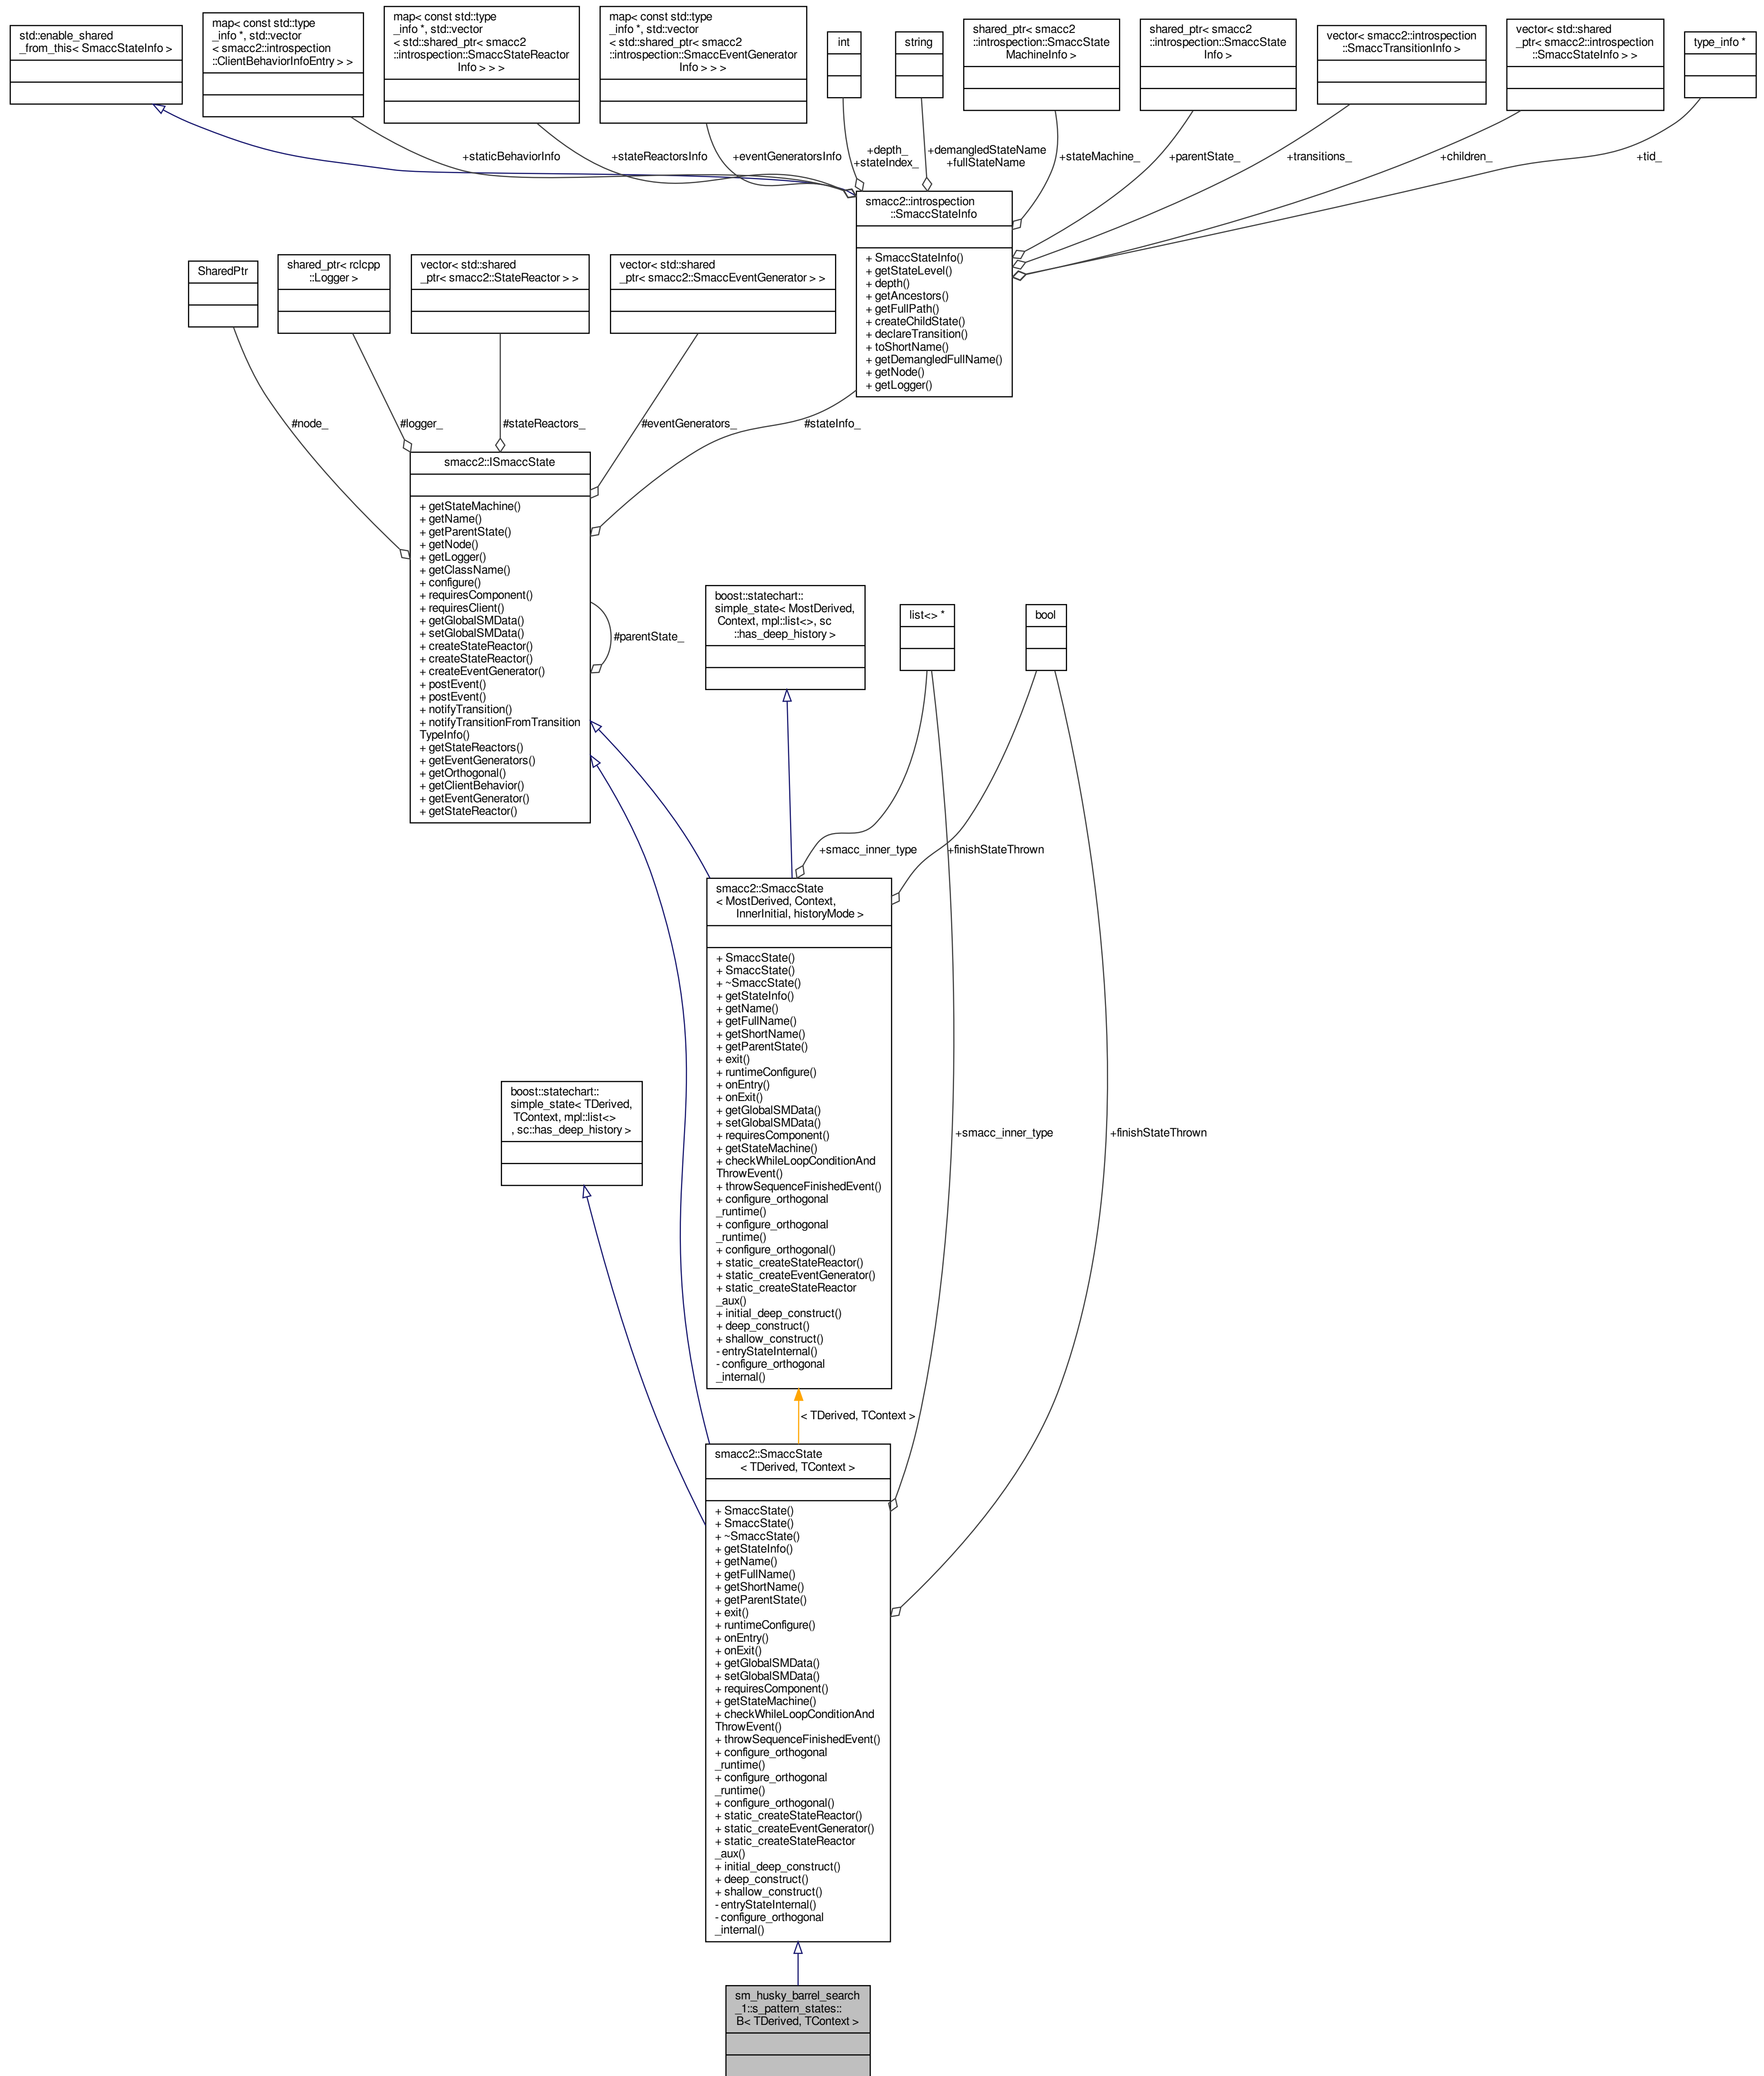 std::enable_shared
_from_this< SmaccStateInfo >
map< const std::type
_info *, std::vector
< smacc2::introspection
::ClientBehaviorInfoEntry > >
map< const std::type
_info *, std::vector
< std::shared_ptr< smacc2
::introspection::SmaccStateReactor
Info > > >
map< const std::type
_info *, std::vector
< std::shared_ptr< smacc2
::introspection::SmaccEventGenerator
Info > > >
int
string
shared_ptr< smacc2
::introspection::SmaccState
MachineInfo >
shared_ptr< smacc2
::introspection::SmaccState
Info >
vector< smacc2::introspection
::SmaccTransitionInfo >
vector< std::shared
_ptr< smacc2::introspection
::SmaccStateInfo > >
type_info *
+staticBehaviorInfo
+stateReactorsInfo
+eventGeneratorsInfo
+depth_
+stateIndex_
+demangledStateName
+fullStateName
+stateMachine_
+parentState_
+transitions_
+children_
+tid_
smacc2::introspection
::SmaccStateInfo
+ SmaccStateInfo()
+ getStateLevel()
+ depth()
+ getAncestors()
+ getFullPath()
+ createChildState()
+ declareTransition()
+ toShortName()
+ getDemangledFullName()
+ getNode()
+ getLogger()
SharedPtr
shared_ptr< rclcpp
::Logger >
vector< std::shared
_ptr< smacc2::StateReactor > >
vector< std::shared
_ptr< smacc2::SmaccEventGenerator > >
#node_
#logger_
#stateReactors_
#eventGenerators_
#stateInfo_
smacc2::ISmaccState
+ getStateMachine()
+ getName()
+ getParentState()
+ getNode()
+ getLogger()
+ getClassName()
+ configure()
+ requiresComponent()
+ requiresClient()
+ getGlobalSMData()
+ setGlobalSMData()
+ createStateReactor()
+ createStateReactor()
+ createEventGenerator()
+ postEvent()
+ postEvent()
+ notifyTransition()
+ notifyTransitionFromTransition
TypeInfo()
+ getStateReactors()
+ getEventGenerators()
+ getOrthogonal()
+ getClientBehavior()
+ getEventGenerator()
+ getStateReactor()
#parentState_
boost::statechart::
simple_state< MostDerived,
Context, mpl::list<>, sc
::has_deep_history >
list<> *
bool
+smacc_inner_type
+finishStateThrown
smacc2::SmaccState
< MostDerived, Context,
InnerInitial, historyMode >
+ SmaccState()
+ SmaccState()
+ ~SmaccState()
+ getStateInfo()
+ getName()
+ getFullName()
+ getShortName()
+ getParentState()
+ exit()
+ runtimeConfigure()
+ onEntry()
+ onExit()
+ getGlobalSMData()
+ setGlobalSMData()
+ requiresComponent()
+ getStateMachine()
+ checkWhileLoopConditionAnd
ThrowEvent()
+ throwSequenceFinishedEvent()
+ configure_orthogonal
_runtime()
+ configure_orthogonal
_runtime()
+ configure_orthogonal()
+ static_createStateReactor()
+ static_createEventGenerator()
+ static_createStateReactor
_aux()
+ initial_deep_construct()
+ deep_construct()
+ shallow_construct()
- entryStateInternal()
- configure_orthogonal
_internal()
boost::statechart::
simple_state< TDerived,
TContext, mpl::list<>
, sc::has_deep_history >
+smacc_inner_type
+finishStateThrown
< TDerived, TContext >
smacc2::SmaccState
< TDerived, TContext >
+ SmaccState()
+ SmaccState()
+ ~SmaccState()
+ getStateInfo()
+ getName()
+ getFullName()
+ getShortName()
+ getParentState()
+ exit()
+ runtimeConfigure()
+ onEntry()
+ onExit()
+ getGlobalSMData()
+ setGlobalSMData()
+ requiresComponent()
+ getStateMachine()
+ checkWhileLoopConditionAnd
ThrowEvent()
+ throwSequenceFinishedEvent()
+ configure_orthogonal
_runtime()
+ configure_orthogonal
_runtime()
+ configure_orthogonal()
+ static_createStateReactor()
+ static_createEventGenerator()
+ static_createStateReactor
_aux()
+ initial_deep_construct()
+ deep_construct()
+ shallow_construct()
- entryStateInternal()
- configure_orthogonal
_internal()
sm_husky_barrel_search
_1::s_pattern_states::
B< TDerived, TContext >